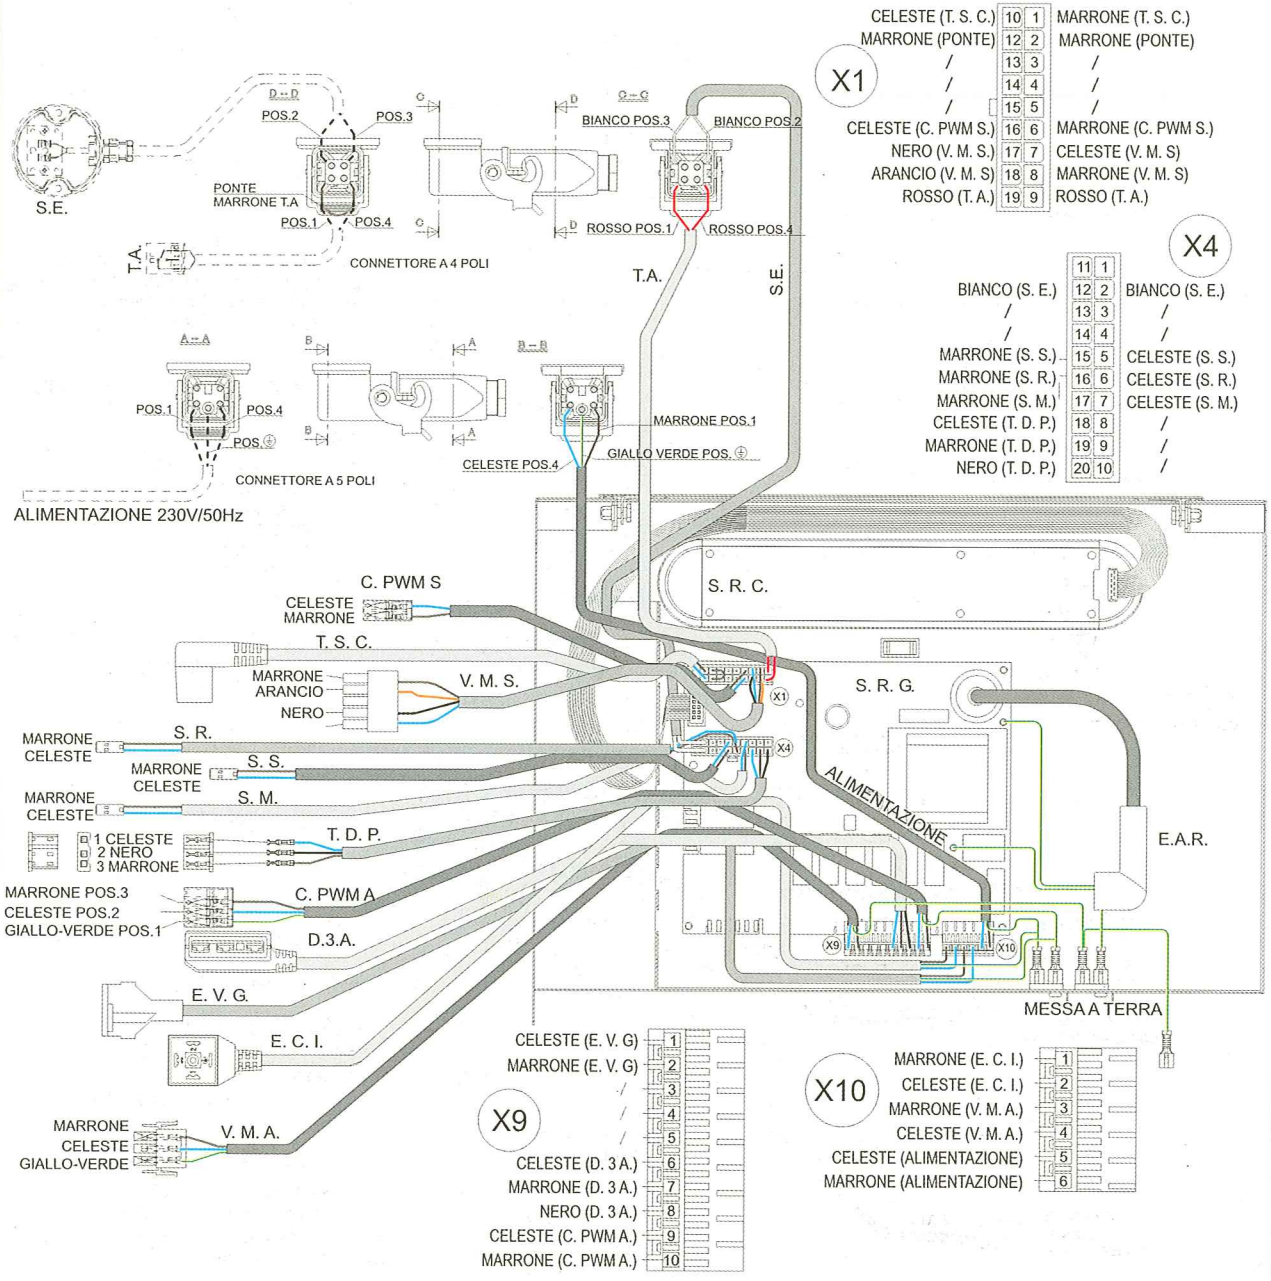 CELESTE (T. S. C.) 10 1 MARRONE (T. S. C.)
MARRONE (PONTE) 12 2 MARRONE (PONTE)
/ 13 3 /
/ 14 4 /
/ 15 5 /
CELESTE (C. PWM S.) 16 6 MARRONE (C. PWM S.)
NERO (V. M. S.) 17 7 CELESTE (V. M. S)
ARANCIO (V. M. S) 18 8 MARRONE (V. M. S)
ROSSO (T. A.) 19 9 ROSSO (T. A.)
X1
X4
11 1
BIANCO (S. E.) 12 2 BIANCO (S. E.)
/ 13 3 /
/ 14 4 /
MARRONE (S. S.) 15 5 CELESTE (S. S.)
MARRONE (S. R.) 16 6 CELESTE (S. R.)
MARRONE (S. M.) 17 7 CELESTE (S. M.)
CELESTE (T. D. P.) 18 8 /
MARRONE (T. D. P.) 19 9 /
NERO (T. D. P.) 20 10 /
D-D
POS.2
POS.3
S.E.
PONTE
MARRONE T.A
POS.1
POS.4
T.A.
CONNETTORE A 4 POLI
C
D
C
D
C-C
BIANCO POS.3
BIANCO POS.2
ROSSO POS.1
ROSSO POS.4
T.A.
S.E.
A-A
POS.1
POS.4
POS.
CONNETTORE A 5 POLI
ALIMENTAZIONE 230V/50Hz
B
A
B
A
B-B
MARRONE POS.1
GIALLO VERDE POS.
CELESTE POS.4
S. R. C.
C. PWM S
CELESTE
MARRONE
T. S. C.
MARRONE
ARANCIO
NERO
V. M. S.
X1
S. R. G.
S. R.
MARRONE
CELESTE
S. S.
MARRONE
CELESTE
X4
S. M.
MARRONE
CELESTE
ALIMENTAZIONE
E.A.R.
T. D. P.
1 CELESTE
2 NERO
3 MARRONE
C. PWM A
MARRONE POS.3
CELESTE POS.2
GIALLO-VERDE POS.1
D.3.A.
X9
X10
E. V. G.
MESSA A TERRA
E. C. I.
MARRONE
CELESTE
GIALLO-VERDE
V. M. A.
X9
CELESTE (E. V. G) 1
MARRONE (E. V. G) 2
/ 3
/ 4
/ 5
CELESTE (D. 3 A.) 6
MARRONE (D. 3 A.) 7
NERO (D. 3 A.) 8
CELESTE (C. PWM A.) 9
MARRONE (C. PWM A.) 10
X10
MARRONE (E. C. I.) 1
CELESTE (E. C. I.) 2
MARRONE (V. M. A.) 3
CELESTE (V. M. A.) 4
CELESTE (ALIMENTAZIONE) 5
MARRONE (ALIMENTAZIONE) 6